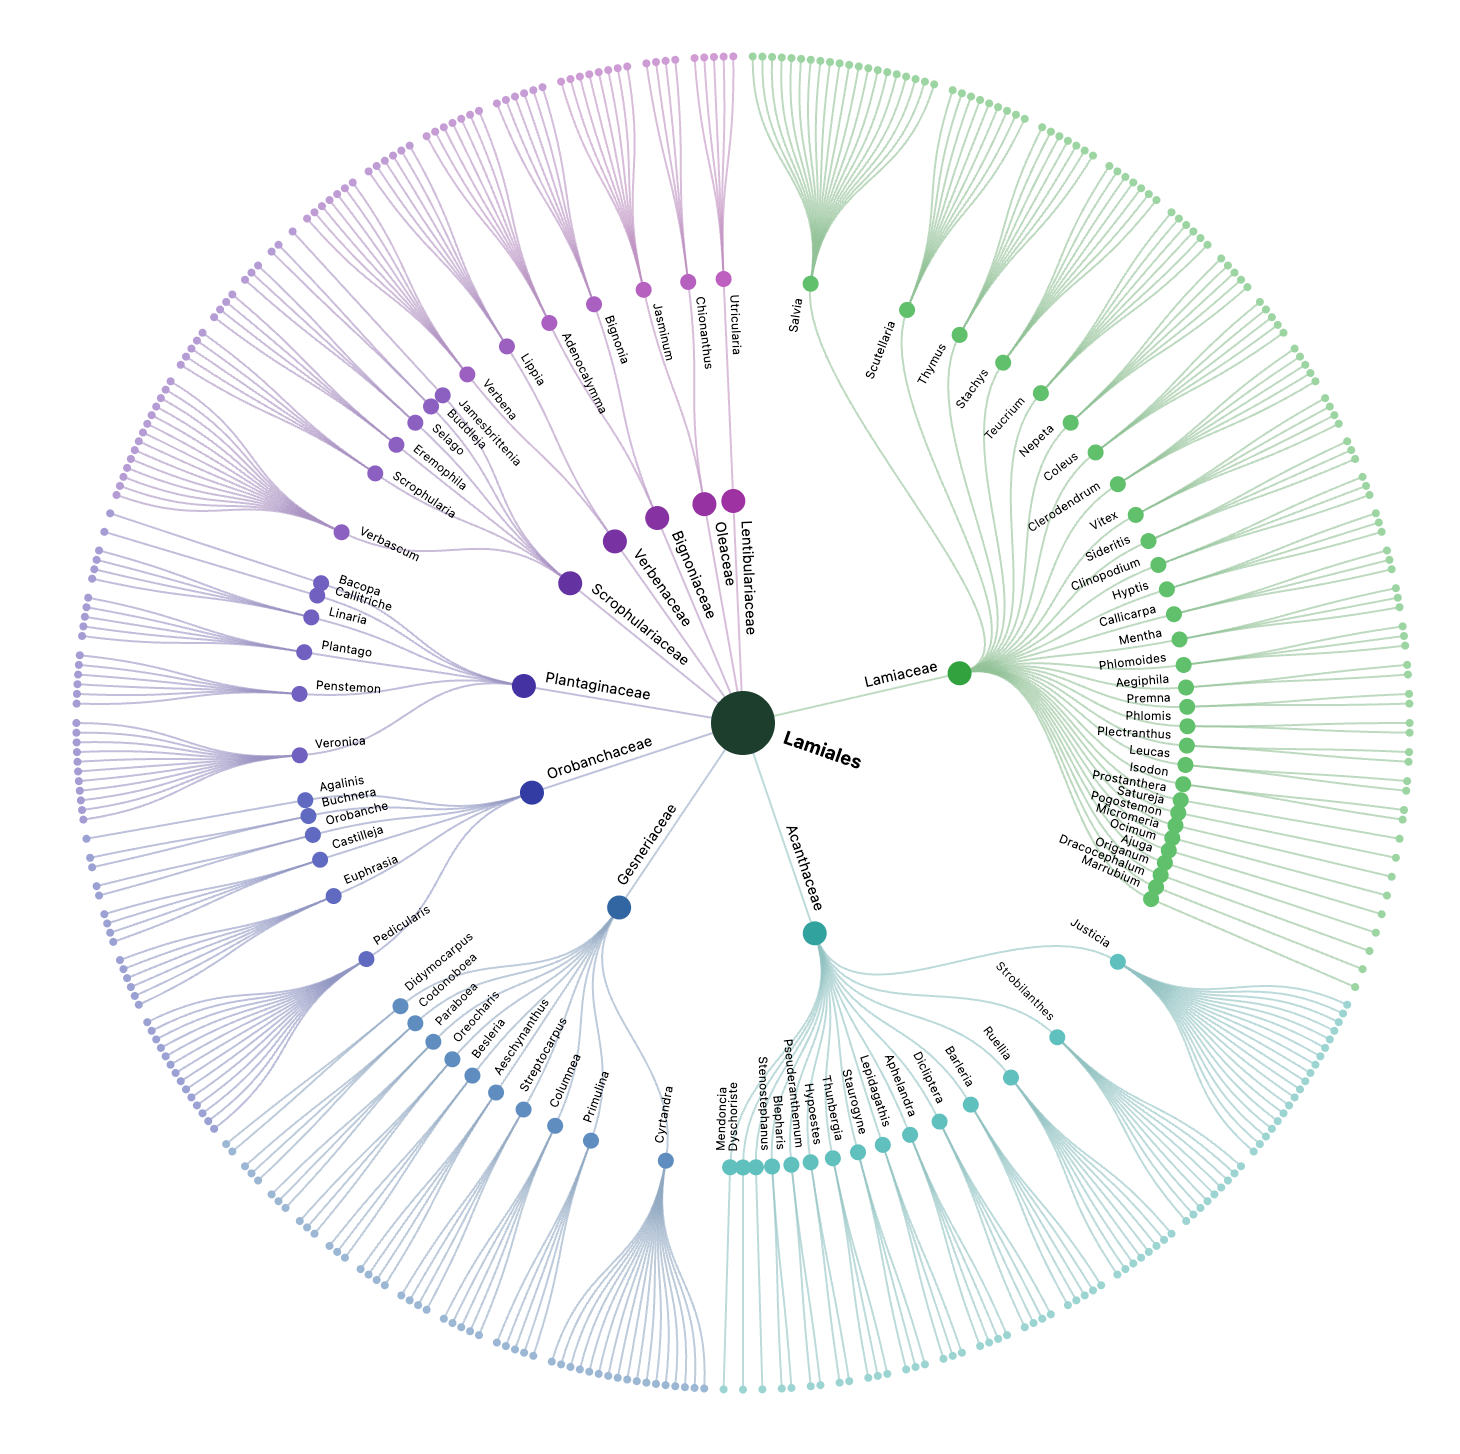 Lamiales
Lamiaceae
Salvia
Scutellaria
Thymus
Stachys
Teucrium
Nepeta
Coleus
Clerodendrum
Vitex
Sideritis
Clinopodium
Hyptis
Callicarpa
Mentha
Phlomoides
Aegiphila
Premna
Phlomis
Plectranthus
Leucas
Isodon
Prostanthera
Satureja
Pogostemon
Micromeria
Ocimum
Ajuga
Origanum
Dracocephalum
Marrubium
Acanthaceae
Justicia
Strobilanthes
Ruellia
Barleria
Dicliptera
Aphelandra
Lepidagathis
Staurogyne
Thunbergia
Hypoestes
Pseuderanthemum
Blepharis
Stenostephanus
Dyschoriste
Mendoncia
Gesneriaceae
Cyrtandra
Primulina
Columnea
Streptocarpus
Aeschynanthus
Besleria
Oreocharis
Paraboea
Codonoboea
Didymocarpus
Orobanchaceae
Pedicularis
Euphrasia
Castilleja
Orobanche
Buchnera
Agalinis
Plantaginaceae
Veronica
Penstemon
Plantago
Linaria
Callitriche
Bacopa
Scrophulariaceae
Verbascum
Scrophularia
Eremophila
Selago
Buddleja
Jamesbrittenia
Verbenaceae
Verbena
Lippia
Bignoniaceae
Adenocalymma
Bignonia
Oleaceae
Jasminum
Chionanthus
Lentibulariaceae
Utricularia